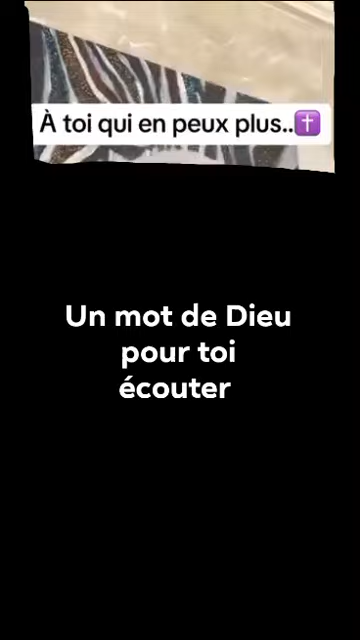 À toi qui en peux plus..✝️
Un mot de Dieu
pour toi
écouter